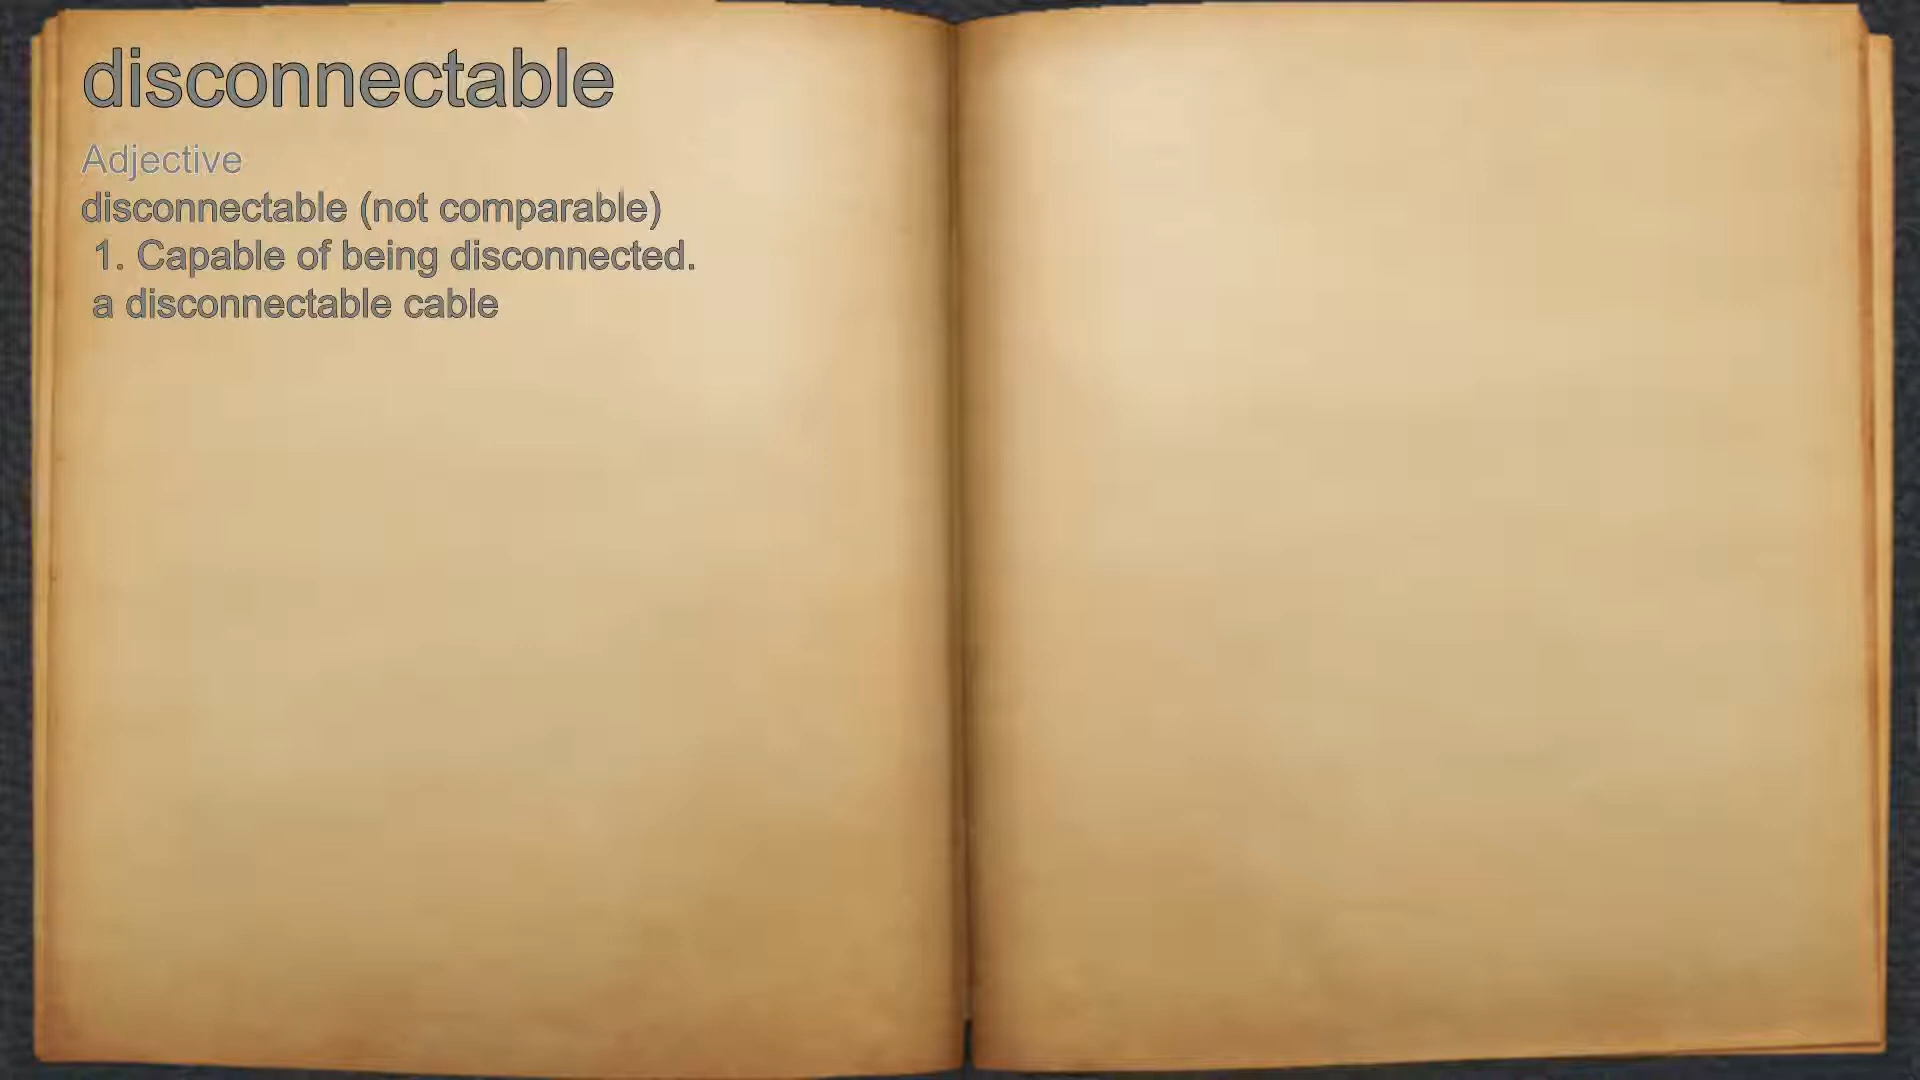 disconnectable
Adjective
disconnectable (not comparable)
1. Capable of being disconnected.
a disconnectable cable